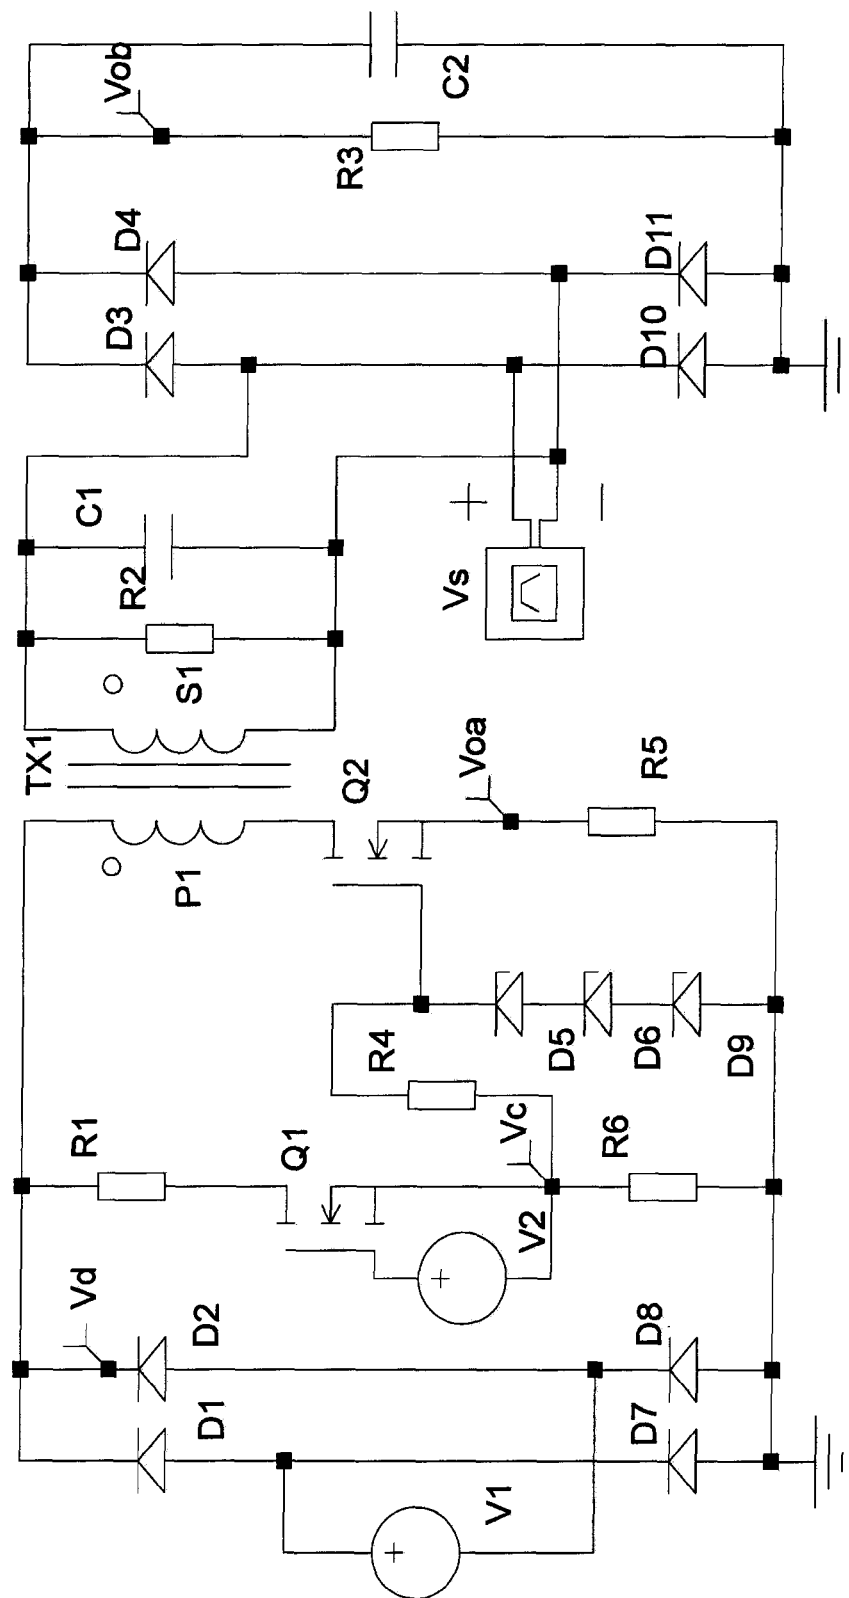 Vob
C2
R3
D4
D11
D3
D10
C1
+
−
R2
Vs
S1
TX1
Q2
Voa
R5
P1
R4
D5
D6
D9
R1
Q1
Vc
R6
+
V2
Vd
D2
D8
D1
D7
+
V1